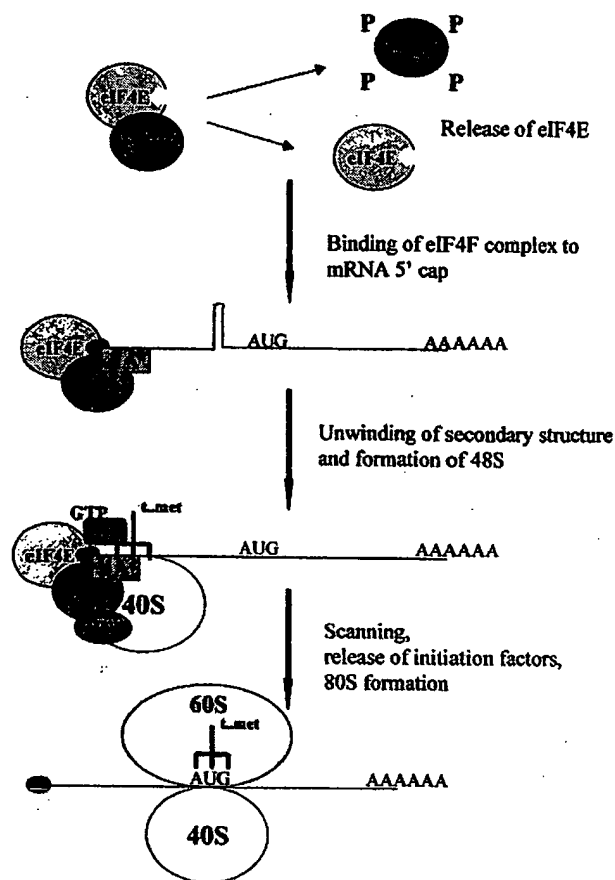 P P
eIF4E
P P
Release of eIF4E
eIF4E
Binding of eIF4F complex to
mRNA 5' cap
AUG
AAAAAA
eIF4E
Unwinding of secondary structure
and formation of 48S
GTP
t..met
eIF4E
AUG
AAAAAA
40S
Scanning,
release of initiation factors,
80S formation
60S
t..met
AUG
AAAAAA
40S